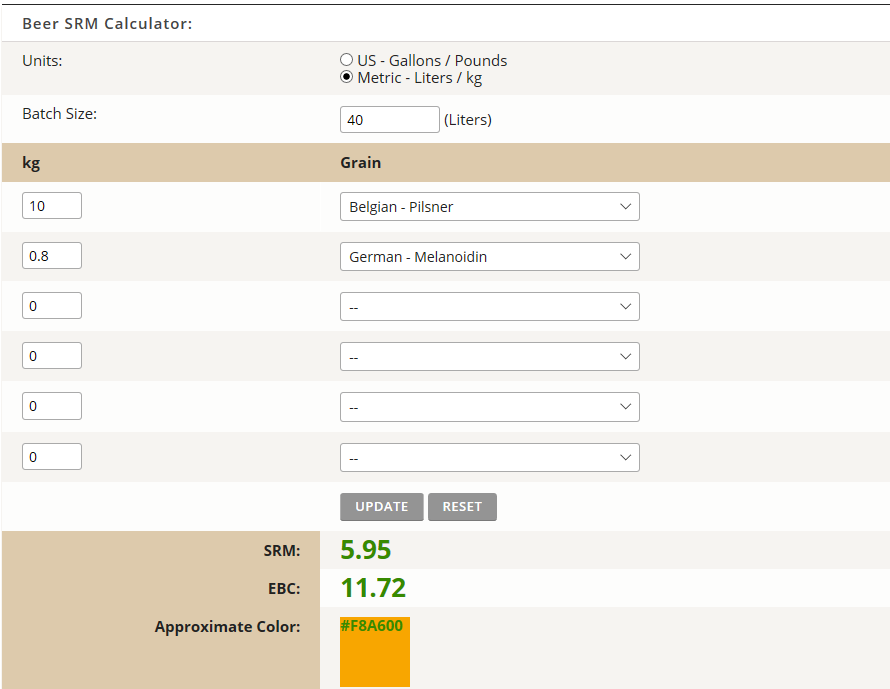 Beer SRM Calculator:
Units:
US - Gallons / Pounds
Metric - Liters / kg
Batch Size:
40 (Liters)
kg Grain
10 Belgian - Pilsner
0.8 German - Melanoidin
0 --
0 --
0 --
0 --
UPDATE RESET
SRM: 5.95
EBC: 11.72
Approximate Color: #F8A600